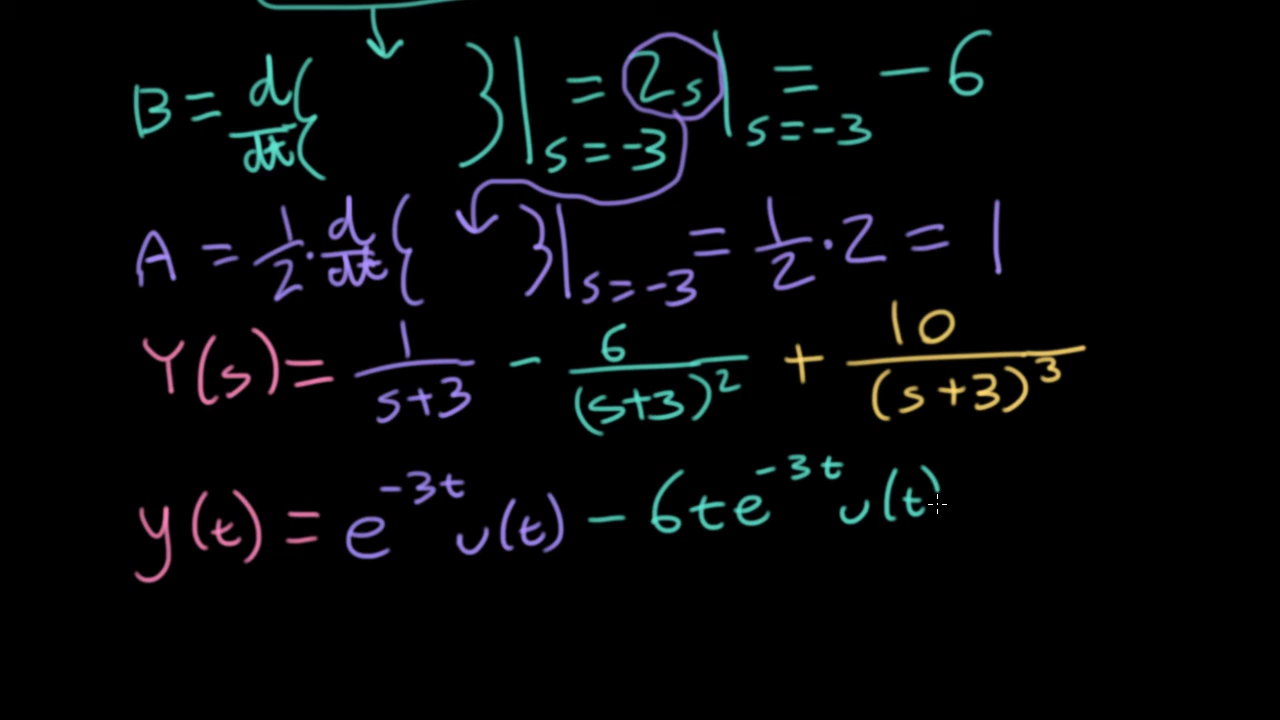 B = d/dt { }|s=-3 = 2s|s=-3 = -6
A = 1/2 · d/dt { }|s=-3 = 1/2 · 2 = 1
Y(s) = 1/(s+3) - 6/(s+3)² + 10/(s+3)³
y(t) = e^{-3t} u(t) - 6te^{-3t} u(t)